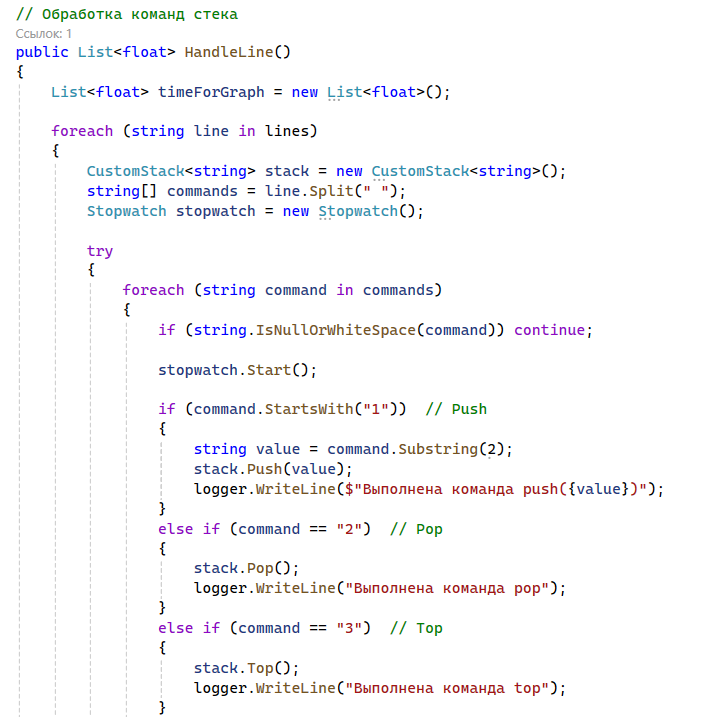 // Обработка команд стека
Ссылок: 1
public List<float> HandleLine()
{
    List<float> timeForGraph = new List<float>();

    foreach (string line in lines)
    {
        CustomStack<string> stack = new CustomStack<string>();
        string[] commands = line.Split(" ");
        Stopwatch stopwatch = new Stopwatch();

        try
        {
            foreach (string command in commands)
            {
                if (string.IsNullOrWhiteSpace(command)) continue;

                stopwatch.Start();

                if (command.StartsWith("1"))  // Push
                {
                    string value = command.Substring(2);
                    stack.Push(value);
                    logger.WriteLine($"Выполнена команда push({value})");
                }
                else if (command == "2")  // Pop
                {
                    stack.Pop();
                    logger.WriteLine("Выполнена команда pop");
                }
                else if (command == "3")  // Top
                {
                    stack.Top();
                    logger.WriteLine("Выполнена команда top");
                }